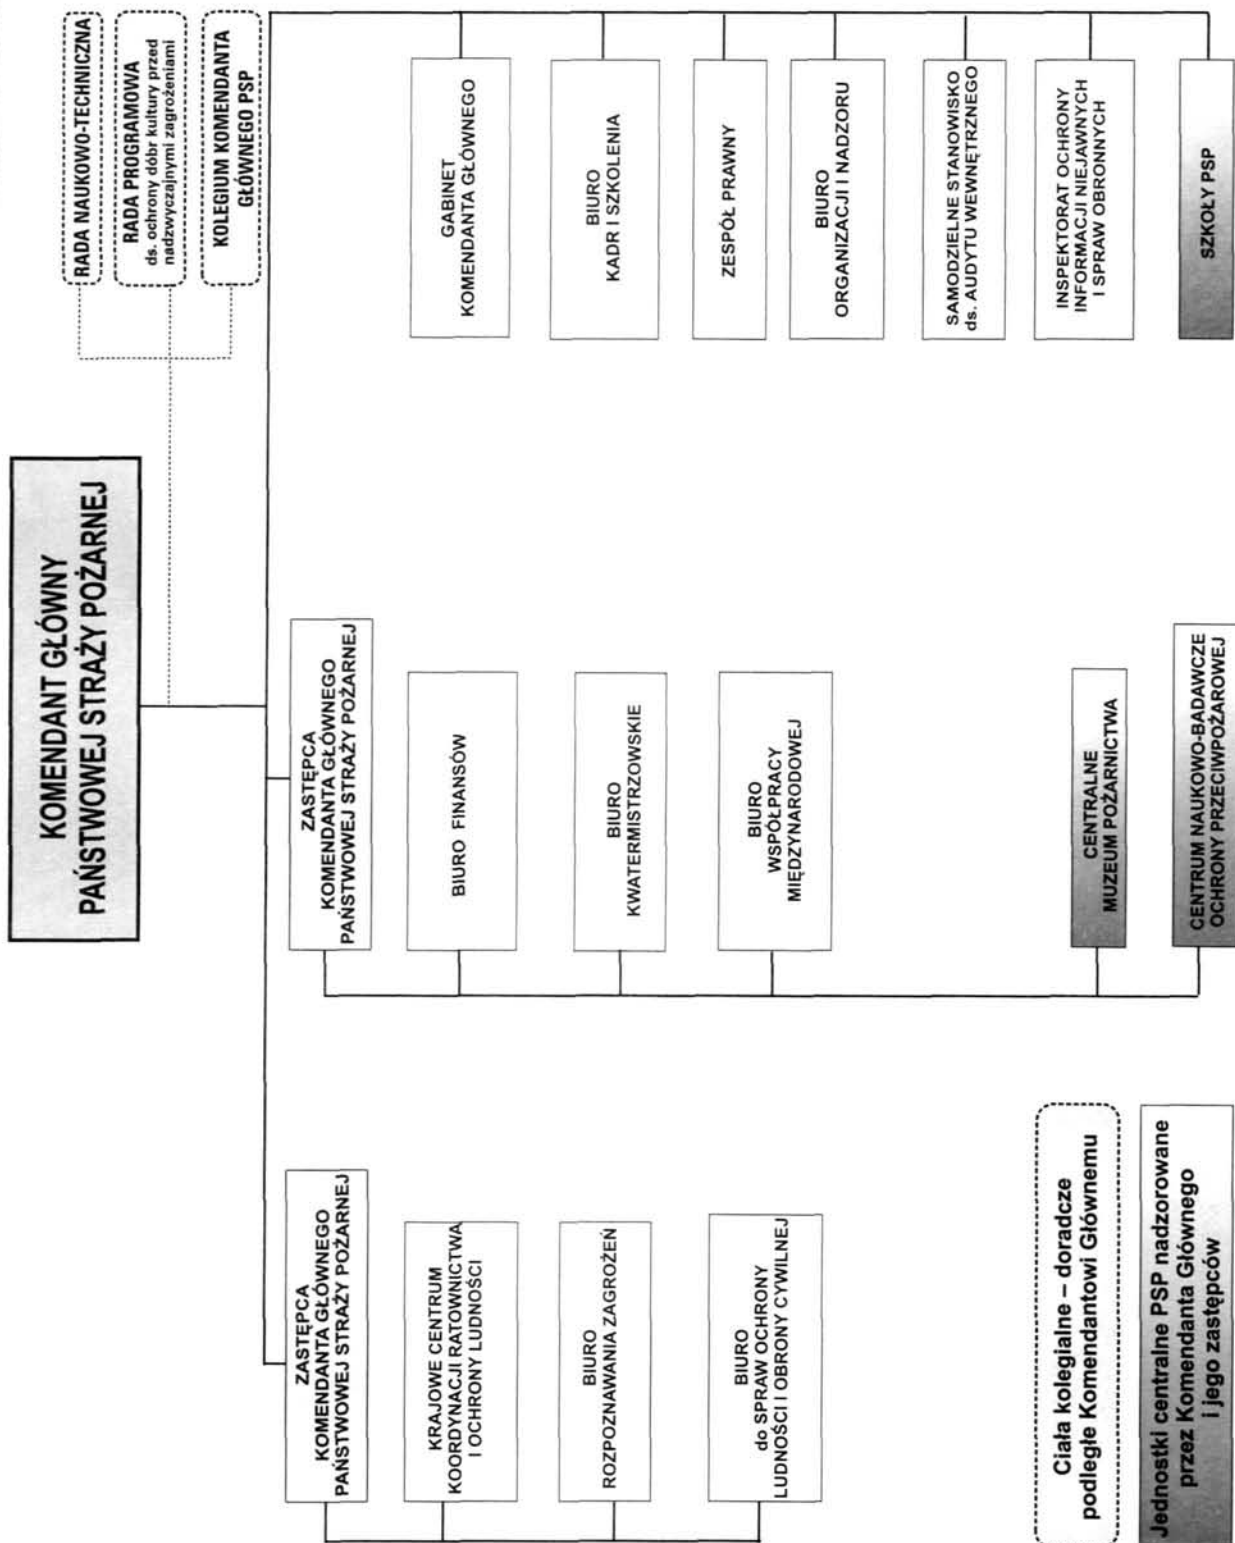 KOMENDANT GŁÓWNY
PAŃSTWOWEJ STRAŻY POŻARNEJ
RADA NAUKOWO-TECHNICZNA
RADA PROGRAMOWA
ds. ochrony dóbr kultury przed
nadzwyczajnymi zagrożeniami
KOLEGIUM KOMENDANTA
GŁÓWNEGO PSP
ZASTĘPCA
KOMENDANTA GŁÓWNEGO
PAŃSTWOWEJ STRAŻY POŻARNEJ
KRAJOWE CENTRUM
KOORDYNACJI RATOWNICTWA
I OCHRONY LUDNOŚCI
BIURO
ROZPOZNAWANIA ZAGROŻEŃ
BIURO
do SPRAW OCHRONY
LUDNOŚCI I OBRONY CYWILNEJ
ZASTĘPCA
KOMENDANTA GŁÓWNEGO
PAŃSTWOWEJ STRAŻY POŻARNEJ
BIURO FINANSÓW
BIURO
KWATERMISTRZOWSKIE
BIURO
WSPÓŁPRACY
MIĘDZYNARODOWEJ
CENTRALNE
MUZEUM POŻARNICTWA
CENTRUM NAUKOWO-BADAWCZE
OCHRONY PRZECIWPOŻAROWEJ
GABINET
KOMENDANTA GŁÓWNEGO
BIURO
KADR I SZKOLENIA
ZESPÓŁ PRAWNY
BIURO
ORGANIZACJI I NADZORU
SAMODZIELNE STANOWISKO
ds. AUDYTU WEWNĘTRZNEGO
INSPEKTORAT OCHRONY
INFORMACJI NIEJAWNYCH
I SPRAW OBRONNYCH
SZKOŁY PSP
Ciała kolegialne – doradcze
podległe Komendantowi Głównemu
Jednostki centralne PSP nadzorowane
przez Komendanta Głównego
i jego zastępców